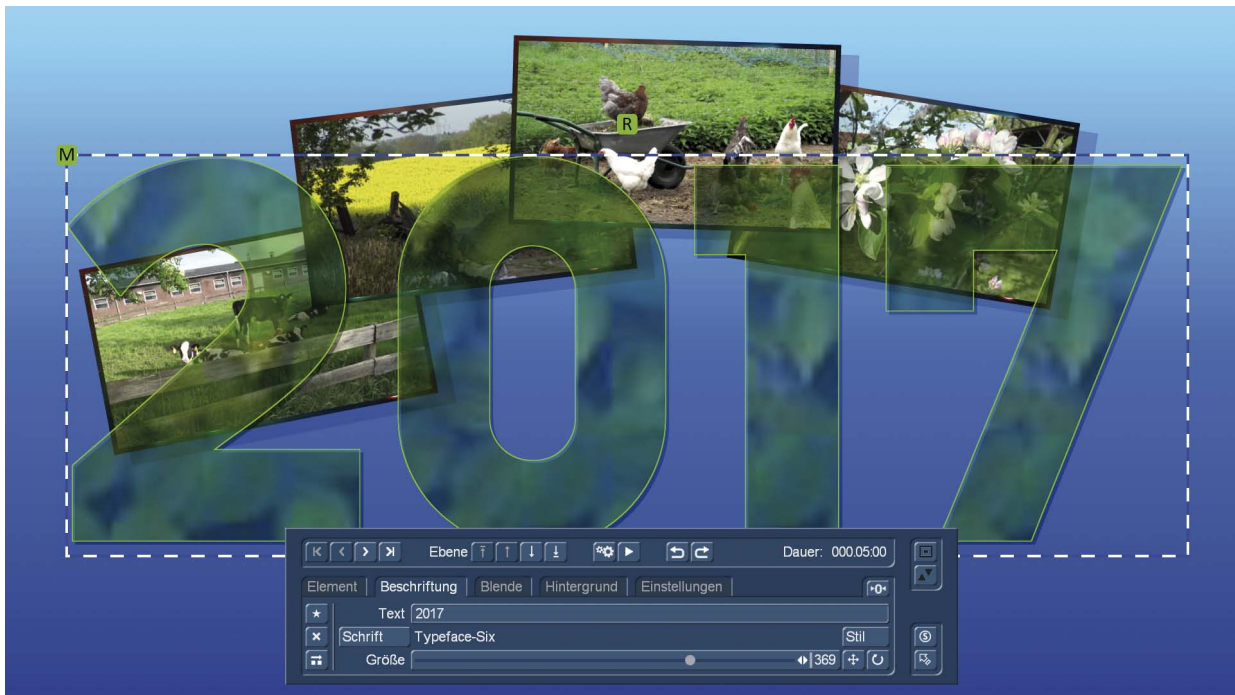 R
M
2017
Ebene
Dauer: 000.05:00
Element Beschriftung Blende Hintergrund Einstellungen
Text 2017
Schrift Typeface-Six Stil
Größe 369